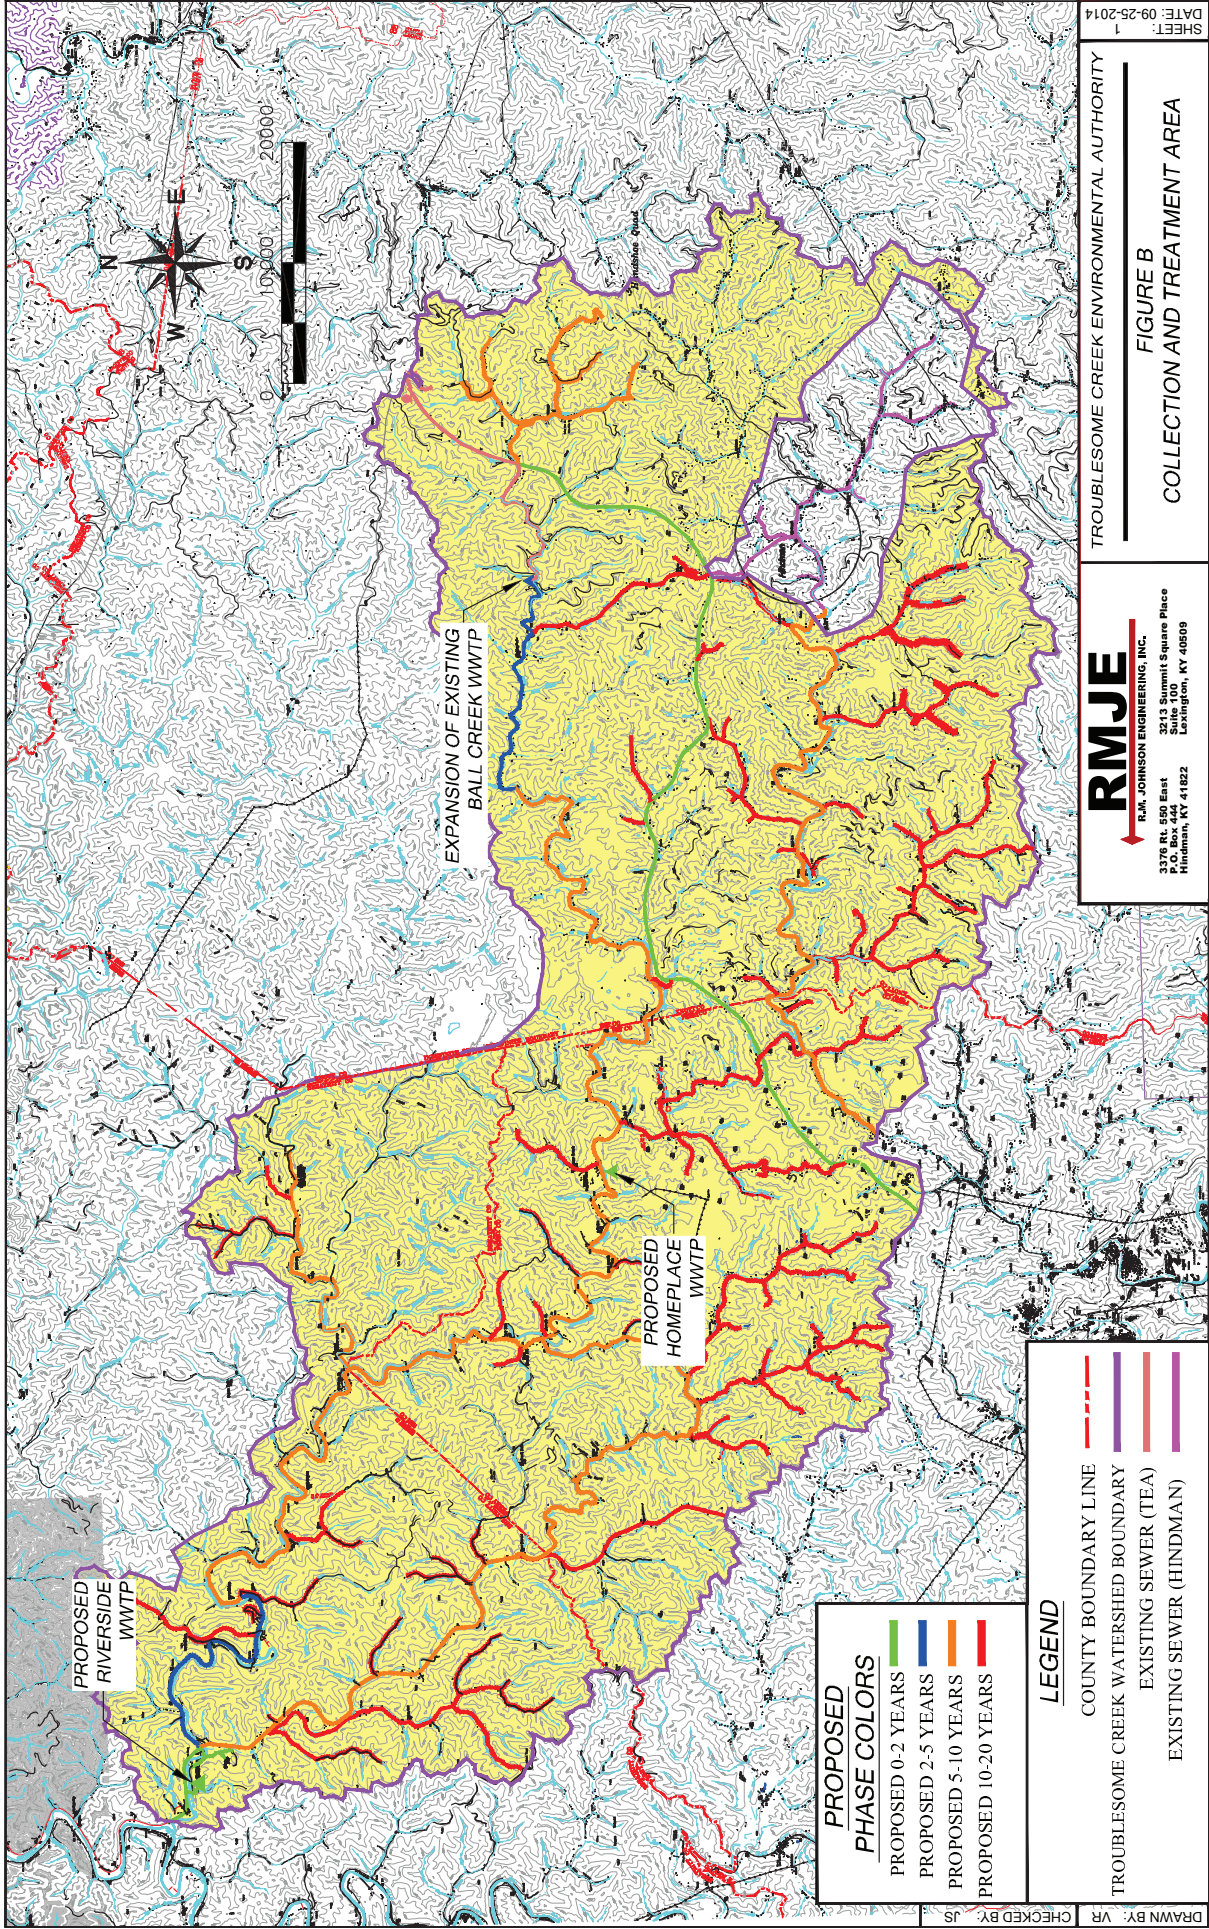 N
E
S
W
0
10000
20000
EXPANSION OF EXISTING
BALL CREEK WWTP
PROPOSED
HOMEPLACE
WWTP
PROPOSED
RIVERSIDE
WWTP
Handshoe Quad
PROPOSED
PHASE COLORS
PROPOSED 0-2 YEARS
PROPOSED 2-5 YEARS
PROPOSED 5-10 YEARS
PROPOSED 10-20 YEARS
LEGEND
COUNTY BOUNDARY LINE
TROUBLESOME CREEK WATERSHED BOUNDARY
EXISTING SEWER (TEA)
EXISTING SEWER (HINDMAN)
RMJE
R.M. JOHNSON ENGINEERING, INC.
3376 Rt. 550 East
P.O. Box 444
Hindman, KY 41822
3213 Summit Square Place
Suite 100
Lexington, KY 40509
TROUBLESOME CREEK ENVIRONMENTAL AUTHORITY
FIGURE B
COLLECTION AND TREATMENT AREA
SHEET:
1
DATE: 09-25-2014
DRAWN BY: VR
CHECKED BY: JS